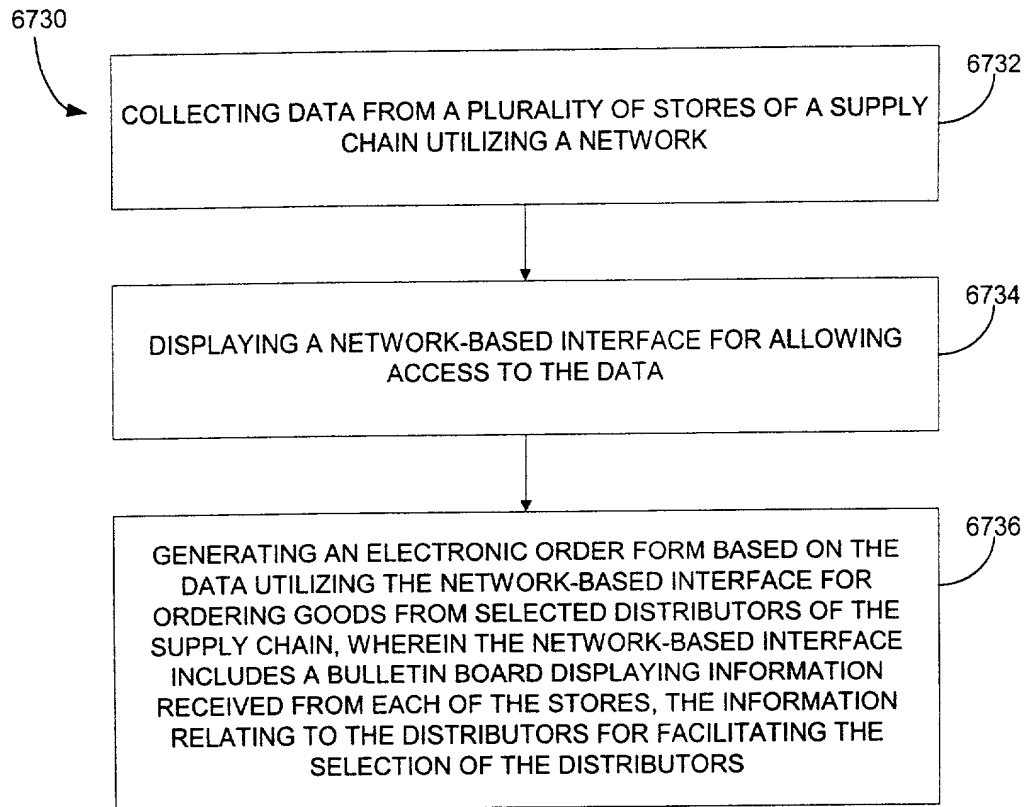 6730
6732
COLLECTING DATA FROM A PLURALITY OF STORES OF A SUPPLY
CHAIN UTILIZING A NETWORK
6734
DISPLAYING A NETWORK-BASED INTERFACE FOR ALLOWING
ACCESS TO THE DATA
6736
GENERATING AN ELECTRONIC ORDER FORM BASED ON THE
DATA UTILIZING THE NETWORK-BASED INTERFACE FOR
ORDERING GOODS FROM SELECTED DISTRIBUTORS OF THE
SUPPLY CHAIN, WHEREIN THE NETWORK-BASED INTERFACE
INCLUDES A BULLETIN BOARD DISPLAYING INFORMATION
RECEIVED FROM EACH OF THE STORES, THE INFORMATION
RELATING TO THE DISTRIBUTORS FOR FACILITATING THE
SELECTION OF THE DISTRIBUTORS